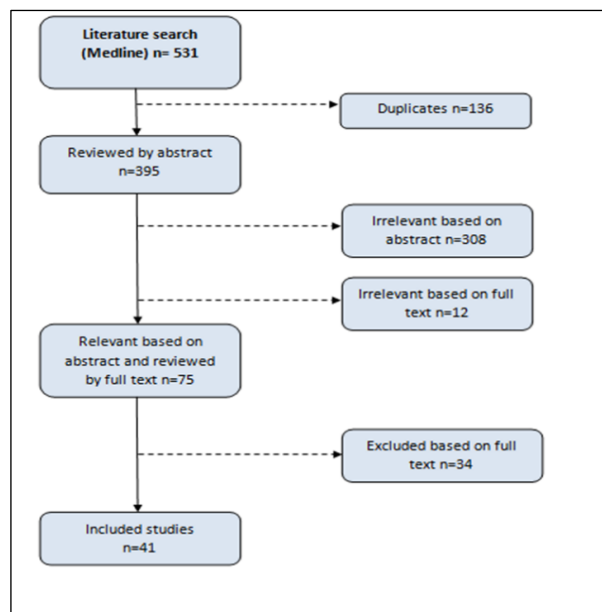 Literature search
(Medline) n= 531
Duplicates n=136
Reviewed by abstract
n=395
Irrelevant based on
abstract n=308
Irrelevant based on full
text n=12
Relevant based on
abstract and reviewed
by full text n=75
Excluded based on full
text n=34
Included studies
n=41